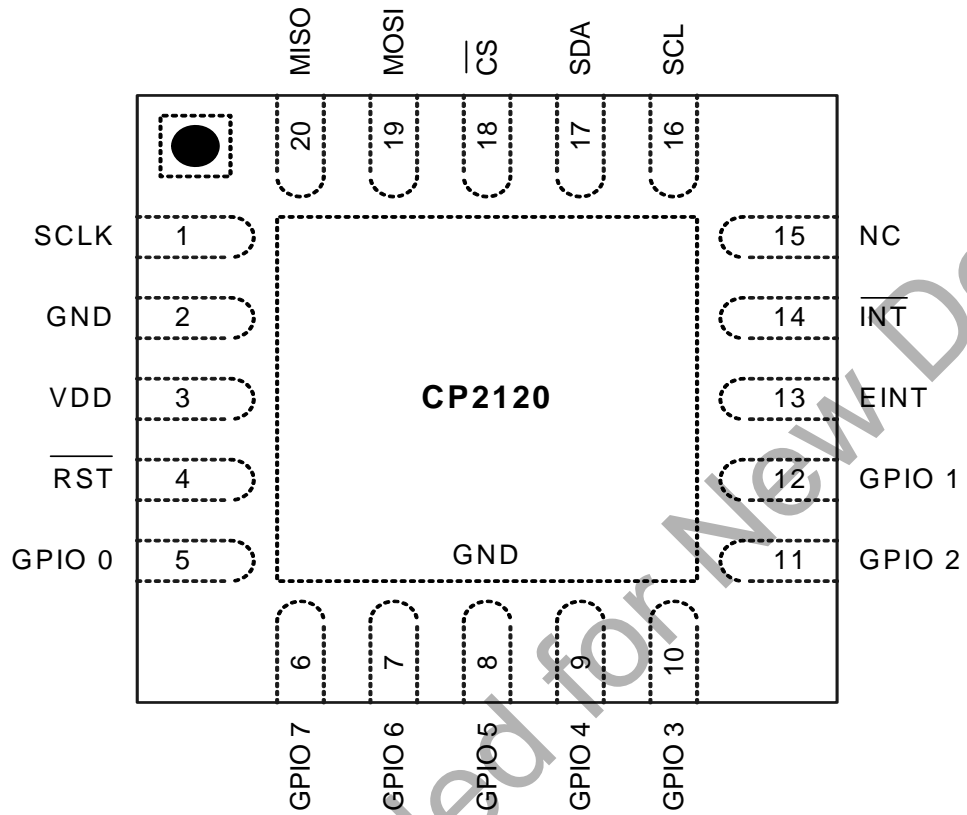 MISO
MOSI
CS
SDA
SCL
20
19
18
17
16
SCLK 1
15 NC
GND 2
14 INT
VDD 3
CP2120
13 EINT
RST 4
12 GPIO 1
GPIO 0 5
GND
11 GPIO 2
6
7
8
9
10
GPIO 7
GPIO 6
GPIO 5
GPIO 4
GPIO 3
for New